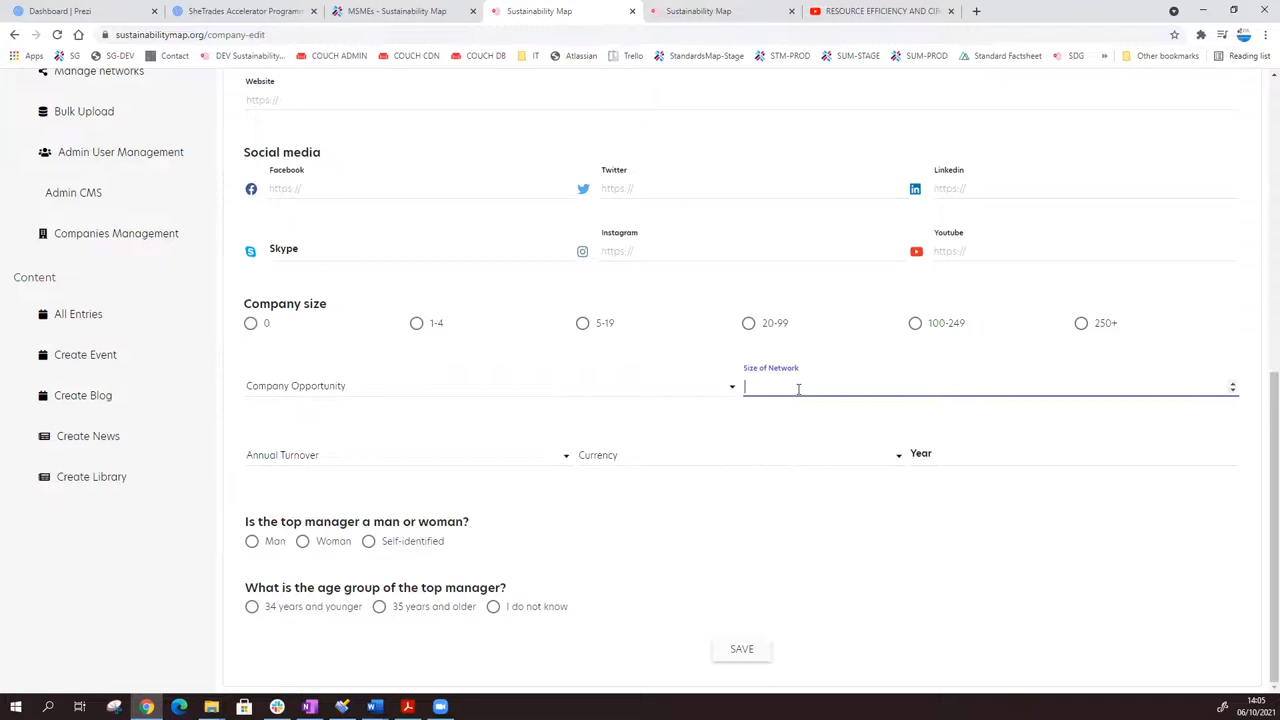 Dashboard | Prezi
SheTrades Accelerator Programm
MSMEs - Sustainability Map
Sustainability Map
Sustainability Map
RESOURCE EFFICIENCY AND CIR
sustainabilitymap.org/company-edit
Apps
SG
SG-DEV
Contact
DEV Sustainability...
COUCH ADMIN
COUCH CDN
COUCH DB
IT
Atlassian
Trello
StandardsMap-Stage
STM-PROD
SUM-STAGE
SUM-PROD
Standard Factsheet
SDG
»
Other bookmarks
Reading list
Manage networks
Bulk Upload
Admin User Management
Admin CMS
Companies Management
Content
All Entries
Create Event
Create Blog
Create News
Create Library
Website
https://
Social media
Facebook
Twitter
Linkedin
https://
https://
https://
Skype
Instagram
Youtube
https://
https://
Company size
0
1-4
5-19
20-99
100-249
250+
Company Opportunity
Size of Network
Annual Turnover
Currency
Year
Is the top manager a man or woman?
Man
Woman
Self-identified
What is the age group of the top manager?
34 years and younger
35 years and older
I do not know
SAVE
14:05
06/10/2021